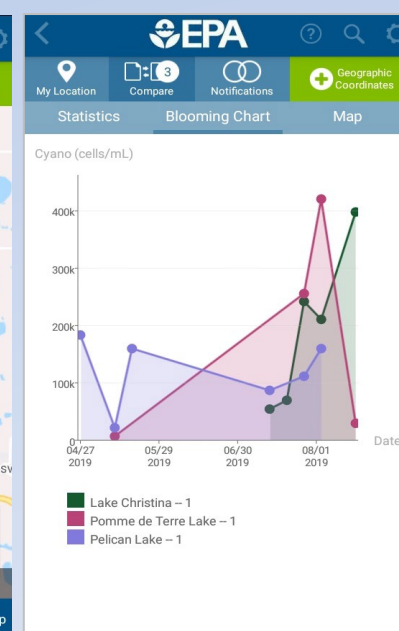 EPA
?
My Location
Compare
3
Notifications
Geographic
Coordinates
Statistics
Blooming Chart
Map
Cyano (cells/mL)
400k
300k
200k
100k
0
04/27
2019
05/29
2019
06/30
2019
08/01
2019
Date
Lake Christina -- 1
Pomme de Terre Lake -- 1
Pelican Lake -- 1